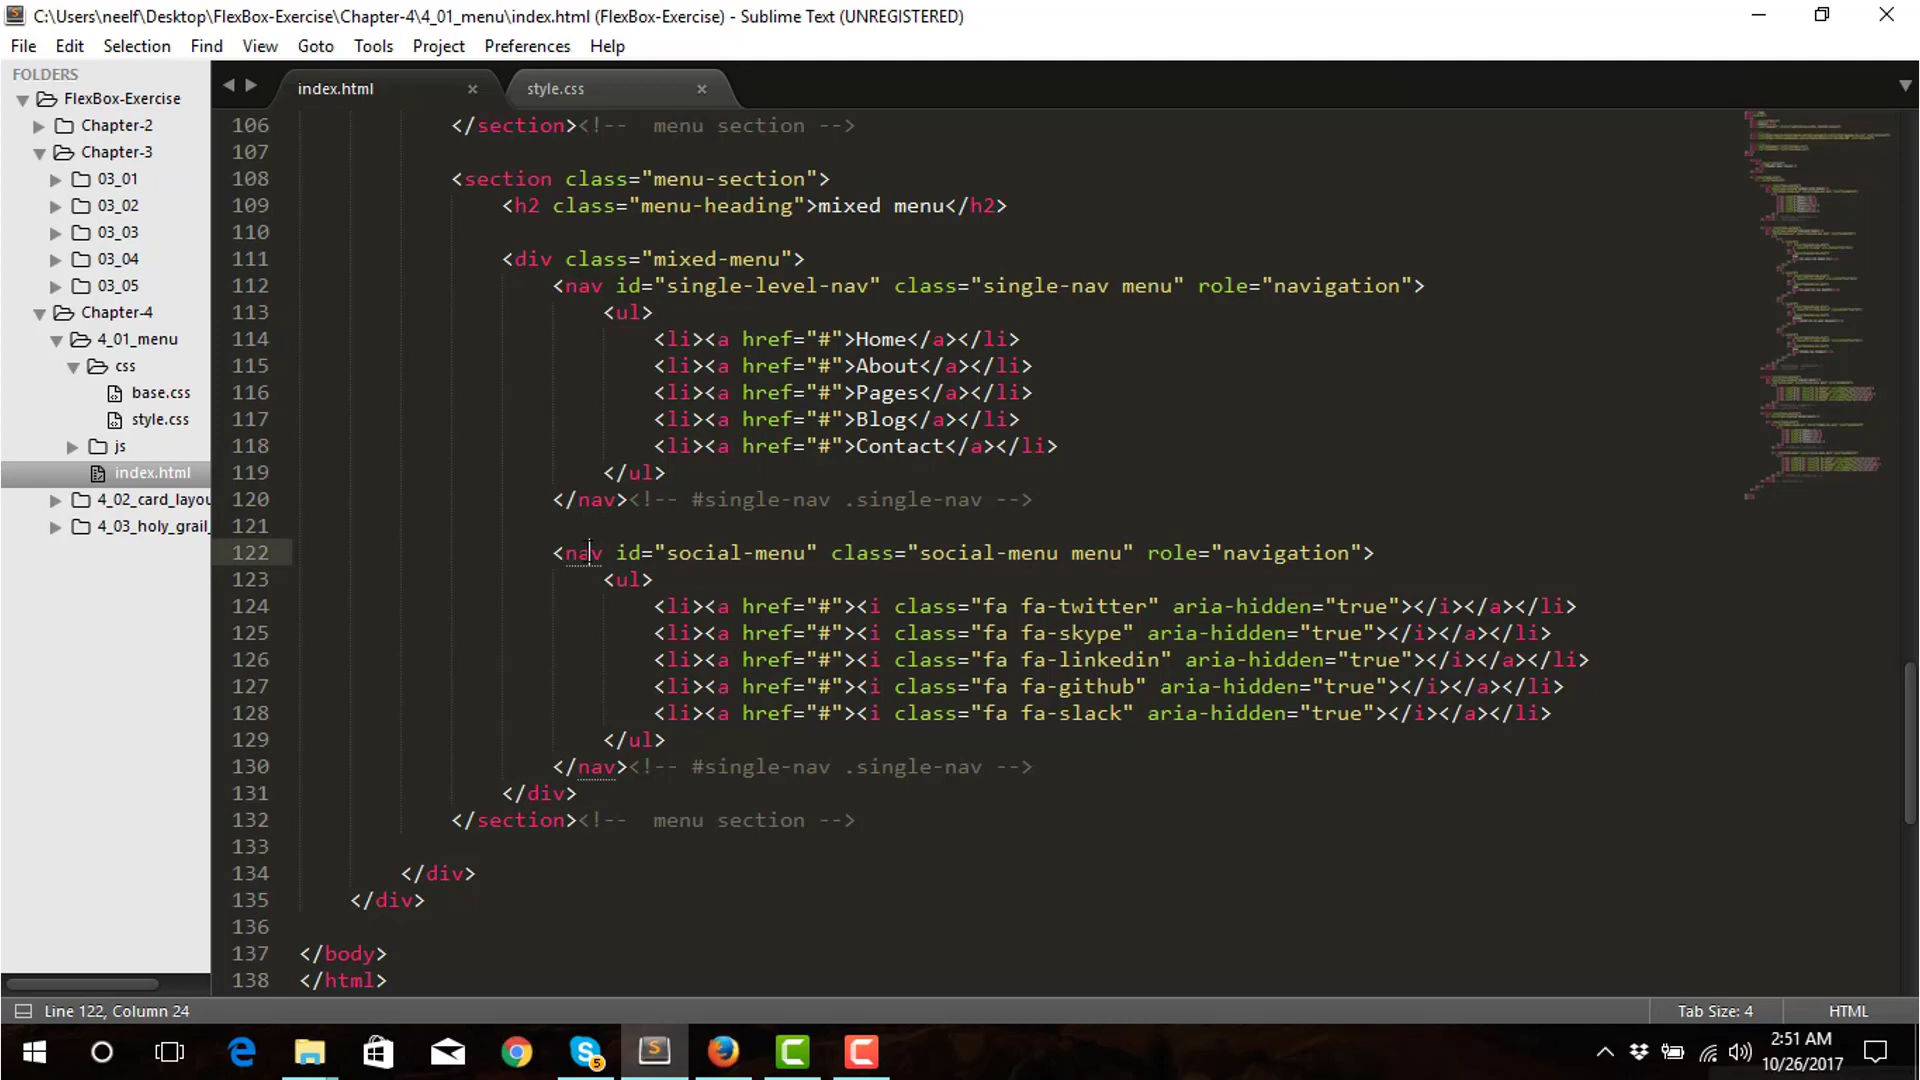 C:\Users\neelf\Desktop\FlexBox-Exercise\Chapter-4\4_01_menu\index.html (FlexBox-Exercise) - Sublime Text (UNREGISTERED)
File Edit Selection Find View Goto Tools Project Preferences Help
FOLDERS
FlexBox-Exercise
Chapter-2
Chapter-3
03_01
03_02
03_03
03_04
03_05
Chapter-4
4_01_menu
css
base.css
style.css
js
index.html
4_02_card_layou
4_03_holy_grail_
index.html style.css
106 </section><!--  menu section -->
107
108 <section class="menu-section">
109 <h2 class="menu-heading">mixed menu</h2>
110
111 <div class="mixed-menu">
112 <nav id="single-level-nav" class="single-nav menu" role="navigation">
113 <ul>
114 <li><a href="#">Home</a></li>
115 <li><a href="#">About</a></li>
116 <li><a href="#">Pages</a></li>
117 <li><a href="#">Blog</a></li>
118 <li><a href="#">Contact</a></li>
119 </ul>
120 </nav><!-- #single-nav .single-nav -->
121
122 <nav id="social-menu" class="social-menu menu" role="navigation">
123 <ul>
124 <li><a href="#"><i class="fa fa-twitter" aria-hidden="true"></i></a></li>
125 <li><a href="#"><i class="fa fa-skype" aria-hidden="true"></i></a></li>
126 <li><a href="#"><i class="fa fa-linkedin" aria-hidden="true"></i></a></li>
127 <li><a href="#"><i class="fa fa-github" aria-hidden="true"></i></a></li>
128 <li><a href="#"><i class="fa fa-slack" aria-hidden="true"></i></a></li>
129 </ul>
130 </nav><!-- #single-nav .single-nav -->
131 </div>
132 </section><!--  menu section -->
133
134 </div>
135 </div>
136
137 </body>
138 </html>
Line 122, Column 24 Tab Size: 4 HTML
5
2:51 AM
10/26/2017